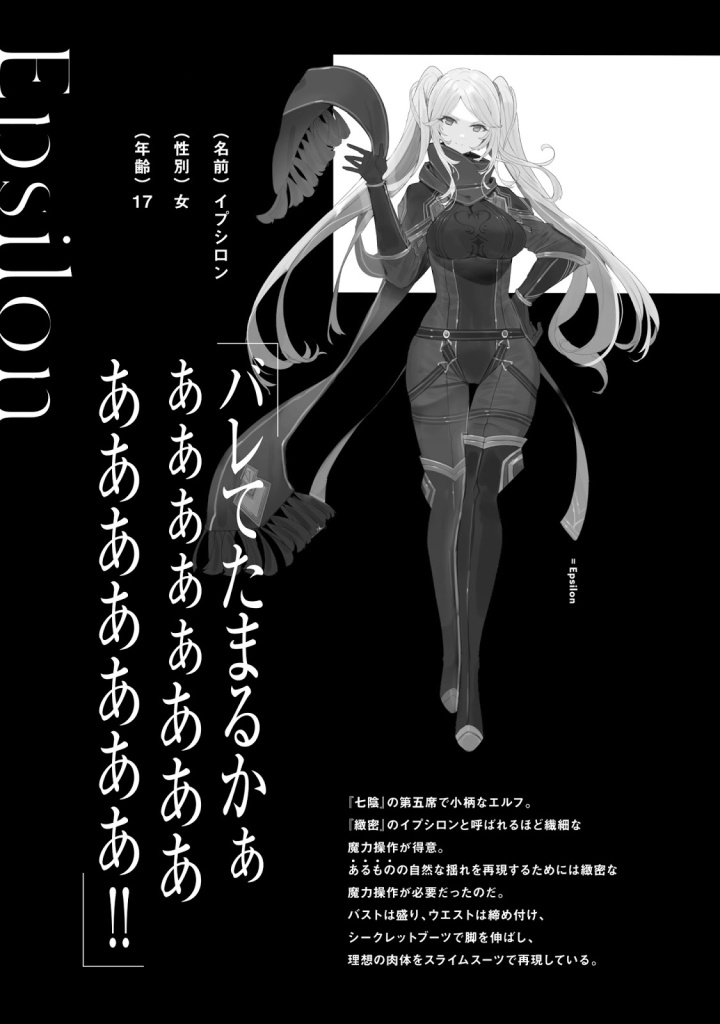 Epsilon
（名前）イプシロン
（性別）女
（年齢）17
「バレてたまるかぁ
ぁぁぁぁぁあああ
ああああああああ!!」
= Epsilon
『七陰』の第五席で小柄なエルフ。
『緻密』のイプシロンと呼ばれるほど繊細な
魔力操作が得意。
あるものの自然な揺れを再現するためには緻密な
魔力操作が必要だったのだ。
バストは盛り、ウエストは締め付け、
シークレットブーツで脚を伸ばし、
理想の肉体をスライムスーツで再現している。